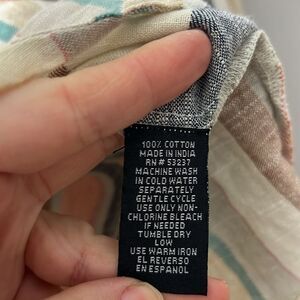 100% COTTON
MADE IN INDIA
RN # 53237
MACHINE WASH
IN COLD WATER
SEPARATELY
GENTLE CYCLE
USE ONLY NON-
CHLORINE BLEACH
IF NEEDED
TUMBLE DRY
LOW
USE WARM IRON
EL REVERSO
EN ESPANOL